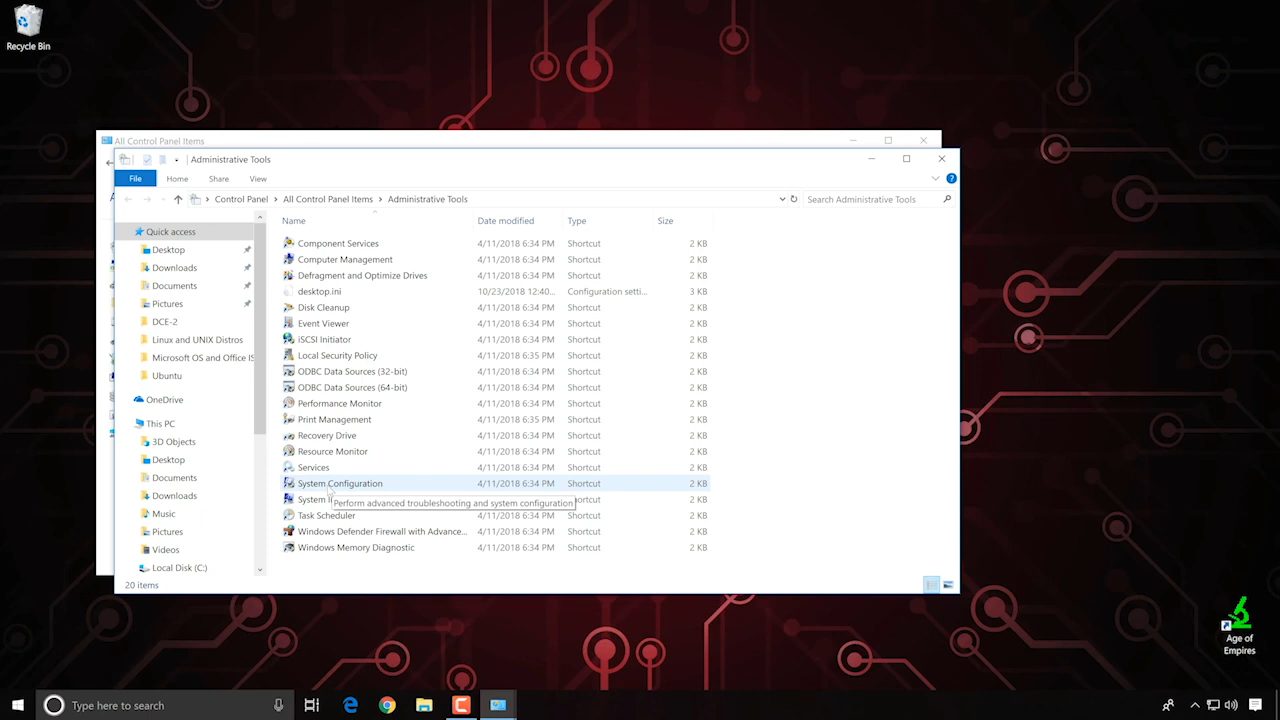 Recycle Bin
All Control Panel Items
Administrative Tools
File Home Share View
Control Panel > All Control Panel Items > Administrative Tools
Search Administrative Tools
Name Date modified Type Size
Quick access
Desktop
Downloads
Documents
Pictures
DCE-2
Linux and UNIX Distros
Microsoft OS and Office IS
Ubuntu
OneDrive
This PC
3D Objects
Desktop
Documents
Downloads
Music
Pictures
Videos
Local Disk (C:)
Component Services 4/11/2018 6:34 PM Shortcut 2 KB
Computer Management 4/11/2018 6:34 PM Shortcut 2 KB
Defragment and Optimize Drives 4/11/2018 6:34 PM Shortcut 2 KB
desktop.ini 10/23/2018 12:40... Configuration setti... 3 KB
Disk Cleanup 4/11/2018 6:34 PM Shortcut 2 KB
Event Viewer 4/11/2018 6:34 PM Shortcut 2 KB
iSCSI Initiator 4/11/2018 6:34 PM Shortcut 2 KB
Local Security Policy 4/11/2018 6:35 PM Shortcut 2 KB
ODBC Data Sources (32-bit) 4/11/2018 6:34 PM Shortcut 2 KB
ODBC Data Sources (64-bit) 4/11/2018 6:34 PM Shortcut 2 KB
Performance Monitor 4/11/2018 6:34 PM Shortcut 2 KB
Print Management 4/11/2018 6:35 PM Shortcut 2 KB
Recovery Drive 4/11/2018 6:34 PM Shortcut 2 KB
Resource Monitor 4/11/2018 6:34 PM Shortcut 2 KB
Services 4/11/2018 6:34 PM Shortcut 2 KB
System Configuration 4/11/2018 6:34 PM Shortcut 2 KB
System 2 KB
Perform advanced troubleshooting and system configuration
Task Scheduler 4/11/2018 6:34 PM Shortcut 2 KB
Windows Defender Firewall with Advance... 4/11/2018 6:34 PM Shortcut 2 KB
Windows Memory Diagnostic 4/11/2018 6:34 PM Shortcut 2 KB
20 items
Age of
Empires
Type here to search